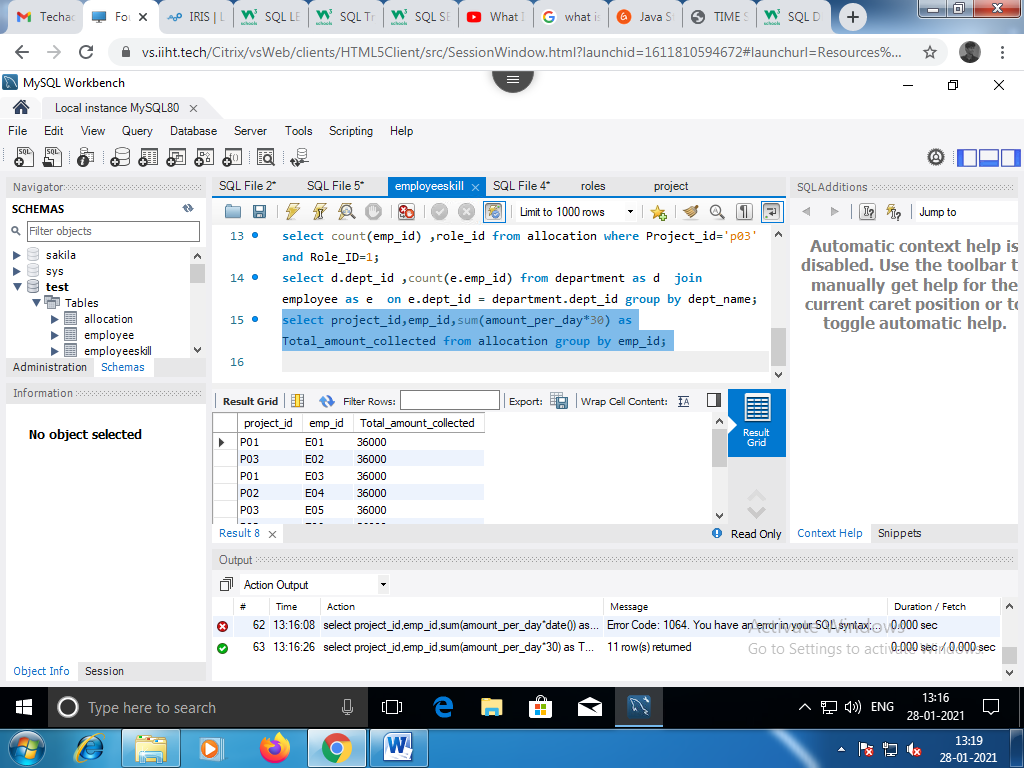 Techac
Fou
IRIS | L
SQL LE
SQL Tr
SQL SE
What I
what is
Java S
TIME S
SQL D
vs.iiht.tech/Citrix/vsWeb/clients/HTML5Client/src/SessionWindow.html?launchid=1611810594672#launchurl=Resources%...
MySQL Workbench
Local instance MySQL80
File Edit View Query Database Server Tools Scripting Help
Navigator
SCHEMAS
Filter objects
sakila
sys
test
Tables
allocation
employee
employeeskill
Administration Schemas
Information
No object selected
Object Info Session
SQL File 2* SQL File 5* employeeskill SQL File 4* roles project
Limit to 1000 rows
13 select count(emp_id) ,role_id from allocation where Project_id='p03'
and Role_ID=1;
14 select d.dept_id ,count(e.emp_id) from department as d join
employee as e on e.dept_id = department.dept_id group by dept_name;
15 select project_id,emp_id,sum(amount_per_day*30) as
Total_amount_collected from allocation group by emp_id;
16
Result Grid Filter Rows: Export: Wrap Cell Content:
project_id emp_id Total_amount_collected
P01 E01 36000
P03 E02 36000
P01 E03 36000
P02 E04 36000
P03 E05 36000
Result
Grid
Result 8
Read Only
SQLAdditions
Jump to
Automatic context help is
disabled. Use the toolbar t
manually get help for the
current caret position or to
toggle automatic help.
Context Help Snippets
Output
Action Output
# Time Action Message Duration / Fetch
62 13:16:08 select project_id,emp_id,sum(amount_per_day*date()) as... Error Code: 1064. You have an error in your SQL syntax;... 0.000 sec
63 13:16:26 select project_id,emp_id,sum(amount_per_day*30) as T... 11 row(s) returned 0.000 sec / 0.000 sec
Activate Windows
Go to Settings to activate Windows.
Type here to search
ENG
13:16
28-01-2021
13:19
28-01-2021